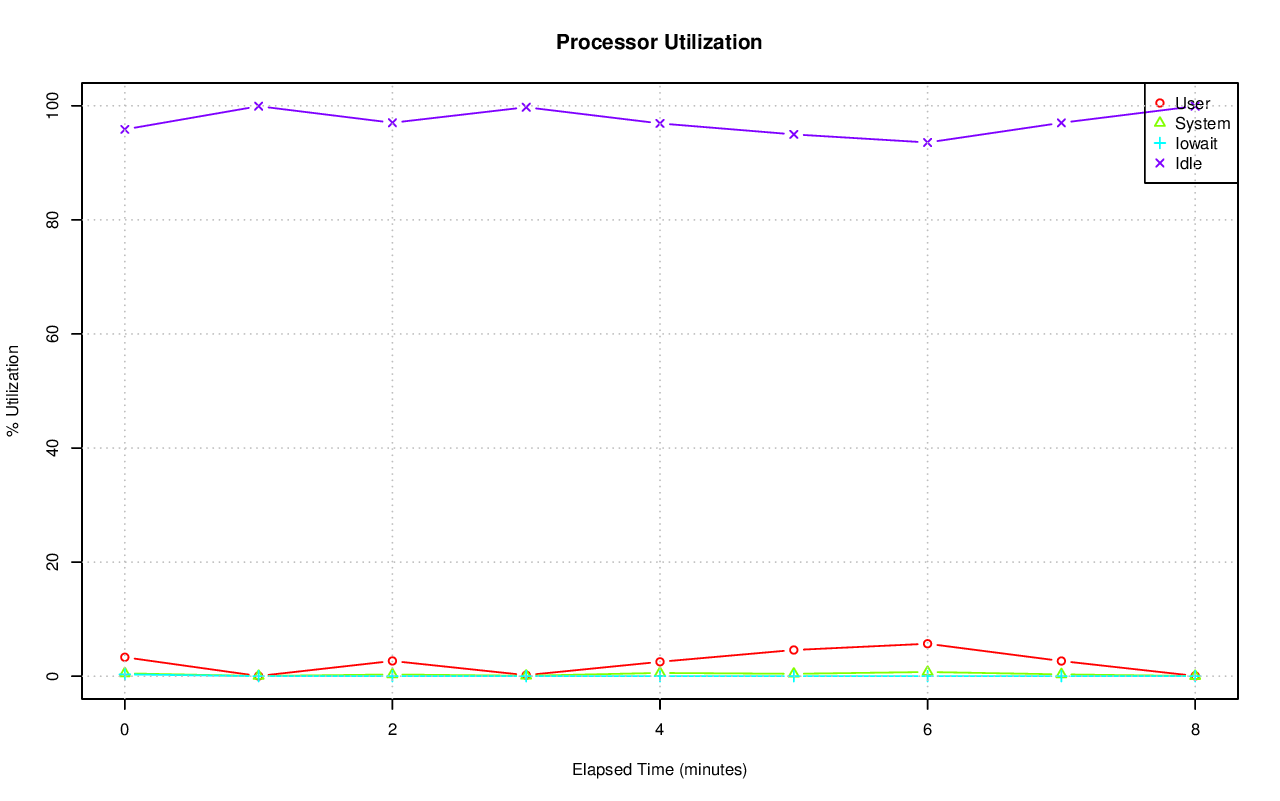 Processor Utilization
100
80
60
40
20
0
% Utilization
User
System
Iowait
Idle
0 2 4 6 8
Elapsed Time (minutes)